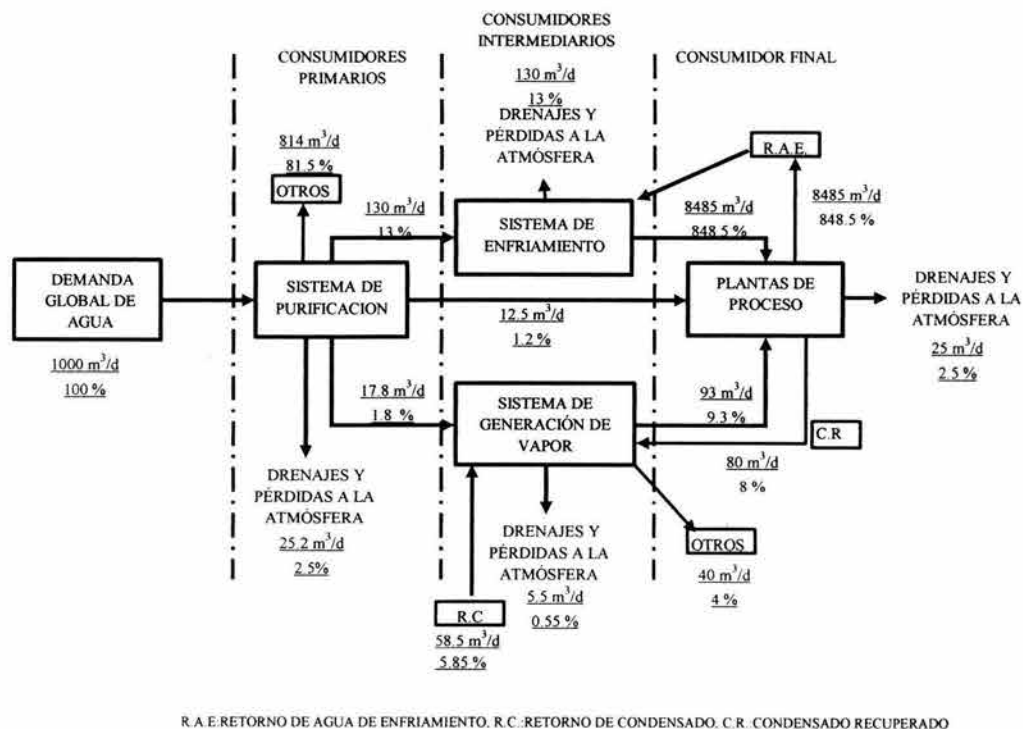 CONSUMIDORES
PRIMARIOS
CONSUMIDORES
INTERMEDIARIOS
CONSUMIDOR FINAL
130 m³/d
13 %
DRENAJES Y
PÉRDIDAS A LA
ATMÓSFERA
814 m³/d
81.5 %
OTROS
R.A.E.
130 m³/d
13 %
SISTEMA DE
ENFRIAMIENTO
8485 m³/d
848.5 %
8485 m³/d
848.5 %
DEMANDA
GLOBAL DE
AGUA
1000 m³/d
100 %
SISTEMA DE
PURIFICACION
12.5 m³/d
1.2 %
PLANTAS DE
PROCESO
DRENAJES Y
PÉRDIDAS A LA
ATMÓSFERA
25 m³/d
2.5 %
17.8 m³/d
1.8 %
SISTEMA DE
GENERACIÓN DE
VAPOR
93 m³/d
9.3 %
C.R
80 m³/d
8 %
DRENAJES Y
PÉRDIDAS A LA
ATMÓSFERA
25.2 m³/d
2.5%
DRENAJES Y
PÉRDIDAS A LA
ATMÓSFERA
5.5 m³/d
0.55 %
OTROS
40 m³/d
4 %
R.C
58.5 m³/d
5.85 %
R.A.E:RETORNO DE AGUA DE ENFRIAMIENTO, R.C.:RETORNO DE CONDENSADO, C.R.:CONDENSADO RECUPERADO